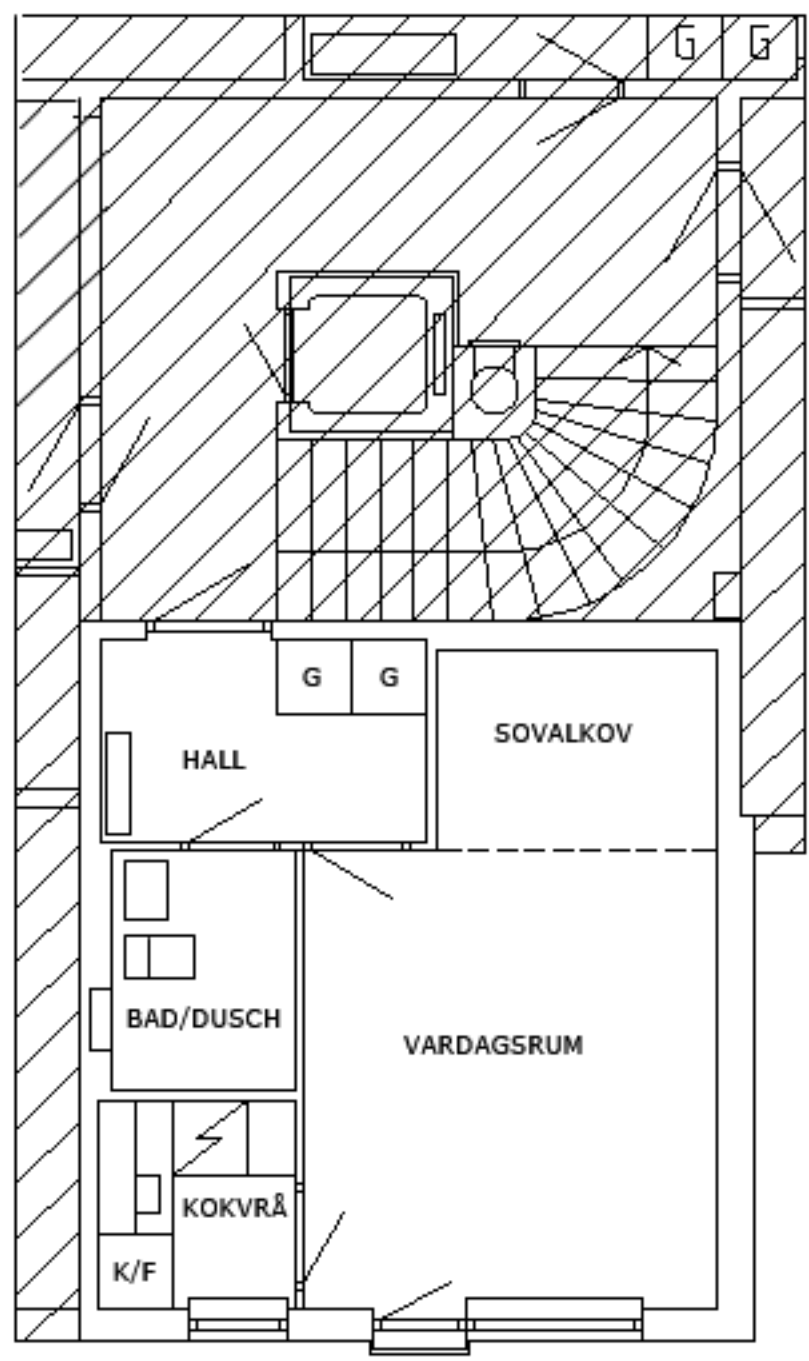 G G
G G
SOVALKOV
HALL
BAD/DUSCH
VARDAGSRUM
KOKVRÅ
K/F